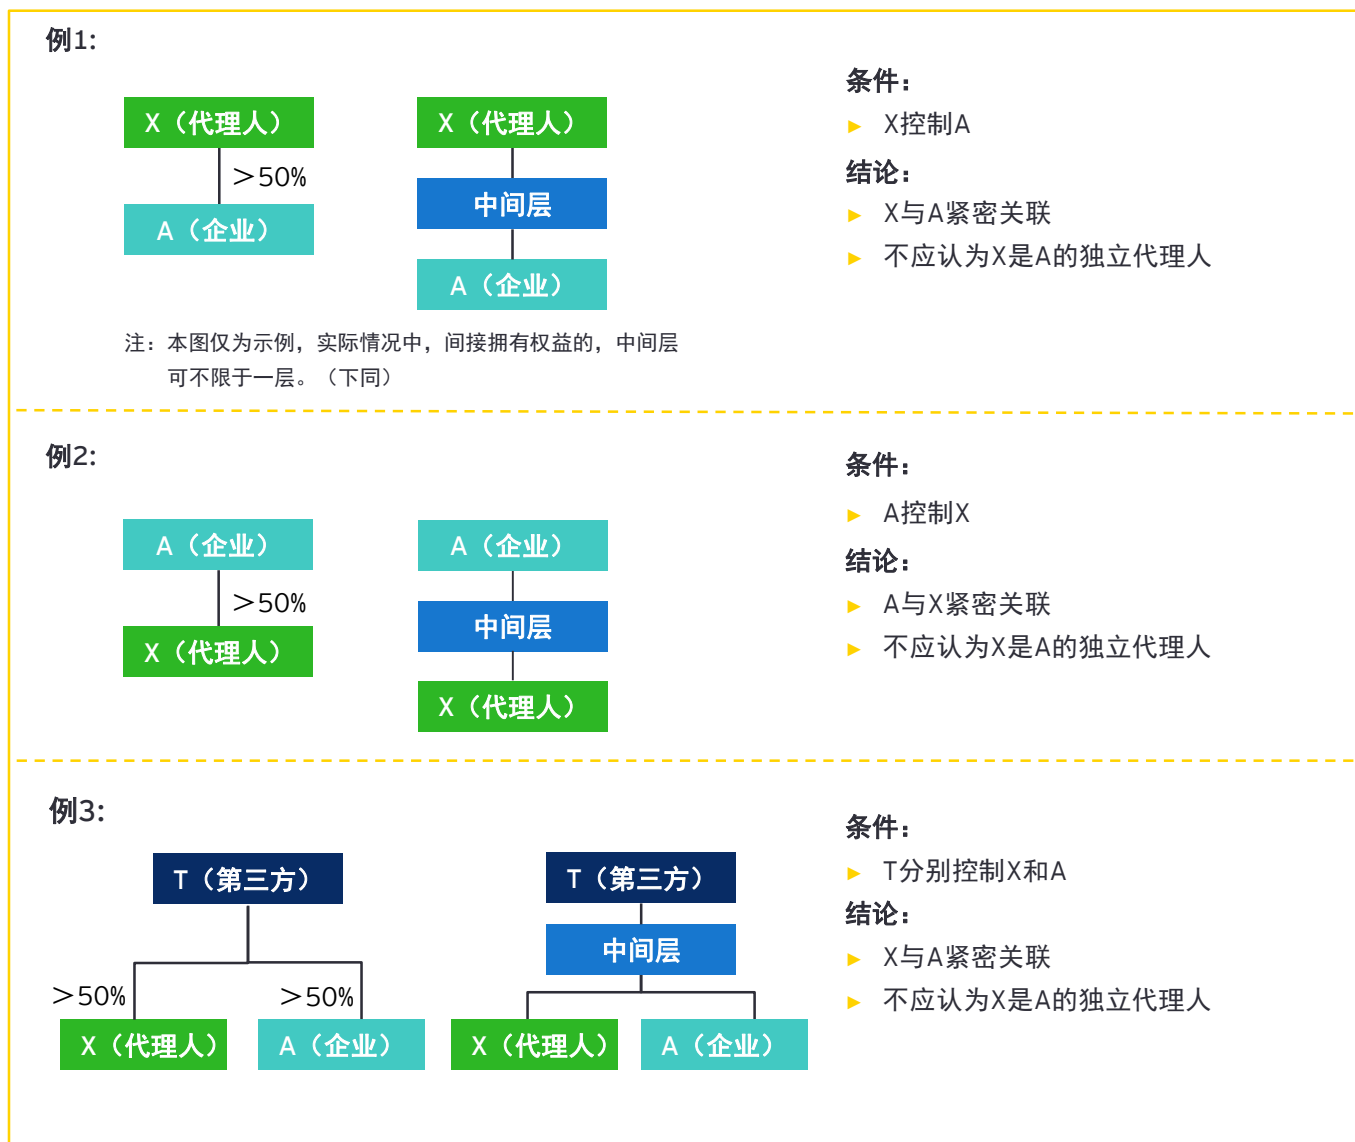 例1:
X（代理人）
＞50%
A（企业）
X（代理人）
中间层
A（企业）
注：本图仅为示例，实际情况中，间接拥有权益的，中间层
可不限于一层。（下同）
条件：
► X控制A
结论：
► X与A紧密关联
► 不应认为X是A的独立代理人
例2:
A（企业）
＞50%
X（代理人）
A（企业）
中间层
X（代理人）
条件：
► A控制X
结论：
► A与X紧密关联
► 不应认为X是A的独立代理人
例3:
T（第三方）
＞50%
＞50%
X（代理人）
A（企业）
T（第三方）
中间层
X（代理人）
A（企业）
条件：
► T分别控制X和A
结论：
► X与A紧密关联
► 不应认为X是A的独立代理人